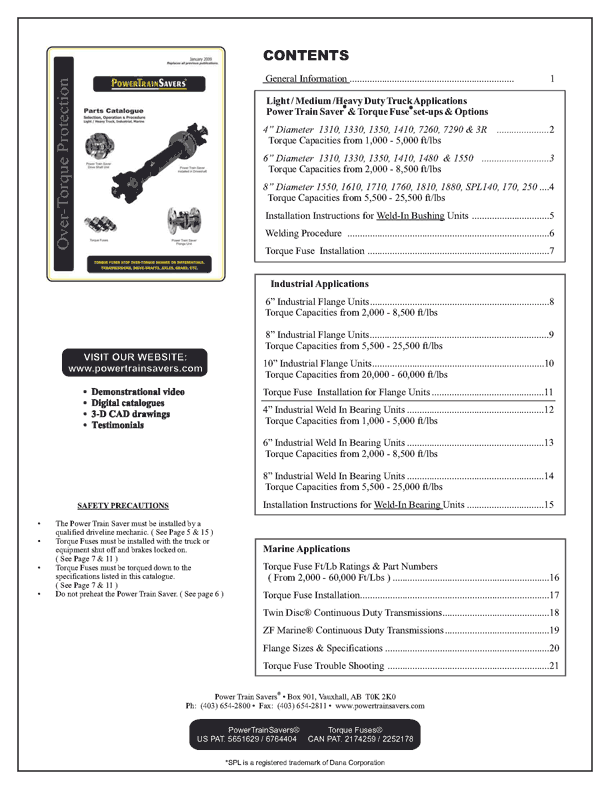 January 2009
Replaces all previous publications.
Over-Torque Protection
POWERTRAINSAVERS®
Parts Catalogue
Selection, Operation & Procedure
Light / Heavy Truck, Industrial, Marine
Power Train Saver
Power Train Saver
Torque Fuses
Power Train Saver
Flange Unit
TORQUE FUSES STOP OVER-TORQUE DAMAGE ON DIFFERENTIALS,
TRANSMISSIONS, DRIVE-SHAFTS, AXLES, GEARS, ETC.
VISIT OUR WEBSITE:
www.powertrainsavers.com
• Demonstrational video
• Digital catalogues
• 3-D CAD drawings
• Testimonials
SAFETY PRECAUTIONS
• The Power Train Saver must be installed by a
qualified driveline mechanic. ( See Page 5 & 15 )
• Torque Fuses must be installed with the truck or
equipment shut off and brakes locked on.
( See Page 7 & 11 )
• Torque Fuses must be torqued down to the
specifications listed in this catalogue.
( See Page 7 & 11 )
• Do not preheat the Power Train Saver. ( See page 6 )
CONTENTS
General Information .................................................................. 1
Light / Medium /Heavy Duty Truck Applications
Power Train Saver® & Torque Fuse® set-ups & Options
4” Diameter 1310, 1330, 1350, 1410, 7260, 7290 & 3R .....................2
Torque Capacities from 1,000 - 5,000 ft/lbs
6” Diameter 1310, 1330, 1350, 1410, 1480 & 1550 ...........................3
Torque Capacities from 2,000 - 8,500 ft/lbs
8” Diameter 1550, 1610, 1710, 1760, 1810, 1880, SPL140, 170, 250 ....4
Torque Capacities from 5,500 - 25,500 ft/lbs
Installation Instructions for Weld-In Bushing Units ...............................5
Welding Procedure .................................................................................6
Torque Fuse Installation .........................................................................7
Industrial Applications
6” Industrial Flange Units........................................................................8
Torque Capacities from 2,000 - 8,500 ft/lbs
8” Industrial Flange Units........................................................................9
Torque Capacities from 5,500 - 25,500 ft/lbs
10” Industrial Flange Units.....................................................................10
Torque Capacities from 20,000 - 60,000 ft/lbs
Torque Fuse Installation for Flange Units .............................................11
4” Industrial Weld In Bearing Units .......................................................12
Torque Capacities from 1,000 - 5,000 ft/lbs
6” Industrial Weld In Bearing Units .......................................................13
Torque Capacities from 2,000 - 8,500 ft/lbs
8” Industrial Weld In Bearing Units .......................................................14
Torque Capacities from 5,500 - 25,000 ft/lbs
Installation Instructions for Weld-In Bearing Units ...............................15
Marine Applications
Torque Fuse Ft/Lb Ratings & Part Numbers
( From 2,000 - 60,000 Ft/Lbs ) ...............................................................16
Torque Fuse Installation............................................................................17
Twin Disc® Continuous Duty Transmissions...........................................18
ZF Marine® Continuous Duty Transmissions..........................................19
Flange Sizes & Specifications ..................................................................20
Torque Fuse Trouble Shooting .................................................................21
Power Train Savers® • Box 901, Vauxhall, AB T0K 2K0
Ph: (403) 654-2800 • Fax: (403) 654-2811 • www.powertrainsavers.com
PowerTrainSavers® Torque Fuses®
US PAT. 5651629 / 6764404 CAN PAT. 2174259 / 2252178
*SPL is a registered trademark of Dana Corporation